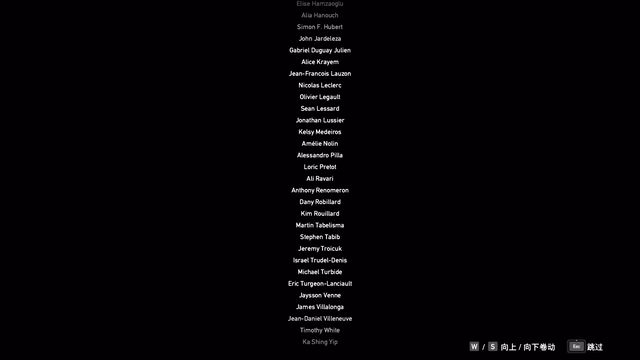 Elise Hamzaoglu
Alia Hanouch
Simon F. Hubert
John Jardeleza
Gabriel Duguay Julien
Alice Krayem
Jean-Francois Lauzon
Nicolas Leclerc
Olivier Legault
Sean Lessard
Jonathan Lussier
Kelsy Medeiros
Amélie Nolin
Alessandro Pilla
Loric Pretot
Ali Ravari
Anthony Renomeron
Dany Robillard
Kim Rouillard
Martin Tabelisma
Stephen Tabib
Jeremy Troicuk
Israel Trudel-Denis
Michael Turbide
Eric Turgeon-Lanciault
Jaysson Venne
James Villalonga
Jean-Daniel Villeneuve
Timothy White
Ka Shing Yip
W / S 向上 / 向下卷动 Esc 跳过